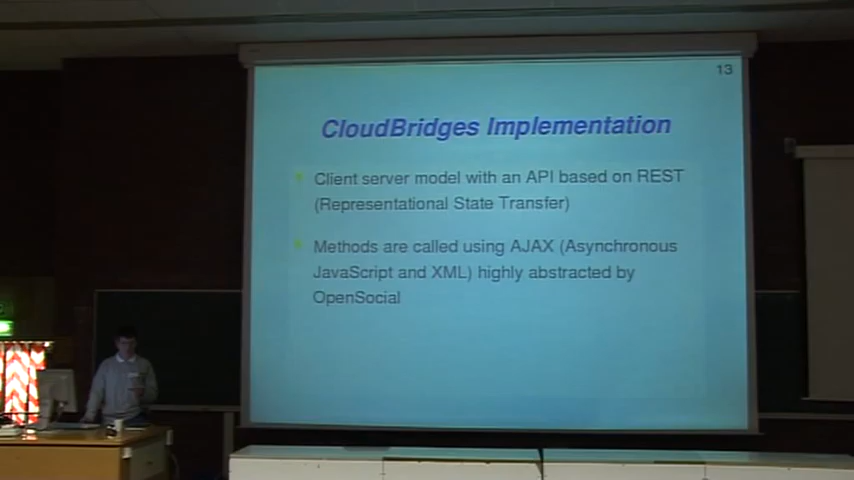 13
CloudBridges Implementation
Client server model with an API based on REST
(Representational State Transfer)
Methods are called using AJAX (Asynchronous
JavaScript and XML) highly abstracted by
OpenSocial